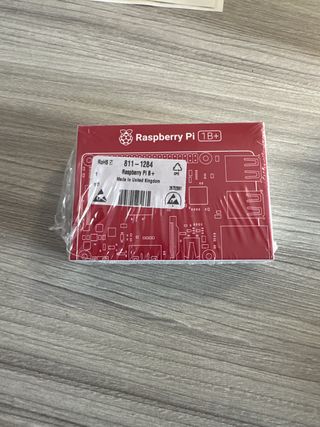 Raspberry Pi 1B+
RoHS
811-1284
Raspberry Pi B+
Made in United Kingdom